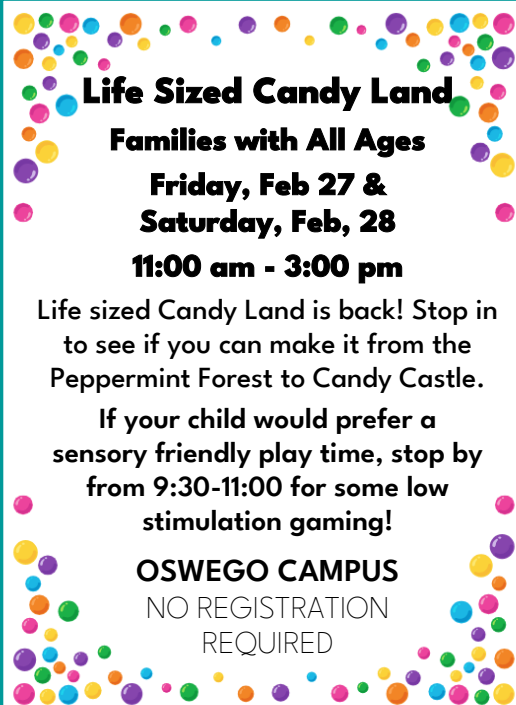 Life Sized Candy Land
Families with All Ages
Friday, Feb 27 &
Saturday, Feb, 28
11:00 am - 3:00 pm
Life sized Candy Land is back! Stop in
to see if you can make it from the
Peppermint Forest to Candy Castle.
If your child would prefer a
sensory friendly play time, stop by
from 9:30-11:00 for some low
stimulation gaming!
OSWEGO CAMPUS
NO REGISTRATION
REQUIRED